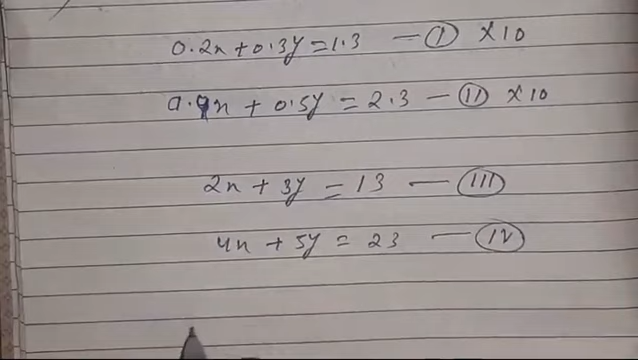 0.2x+0.3y=1.3 — (I) ×10
0.4x + 0.5y = 2.3 — (II) ×10
2x + 3y = 13 — (III)
4x + 5y = 23 — (IV)